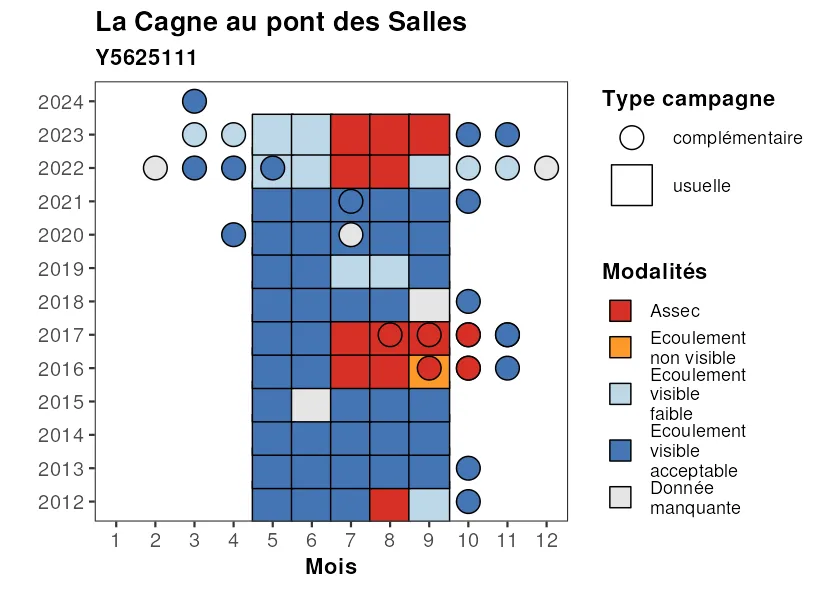 La Cagne au pont des Salles
Y5625111
2024
2023
2022
2021
2020
2019
2018
2017
2016
2015
2014
2013
2012
1 2 3 4 5 6 7 8 9 10 11 12
Mois
Type campagne
complémentaire
usuelle
Modalités
Assec
Ecoulement
non visible
Ecoulement
visible
faible
Ecoulement
visible
acceptable
Donnée
manquante